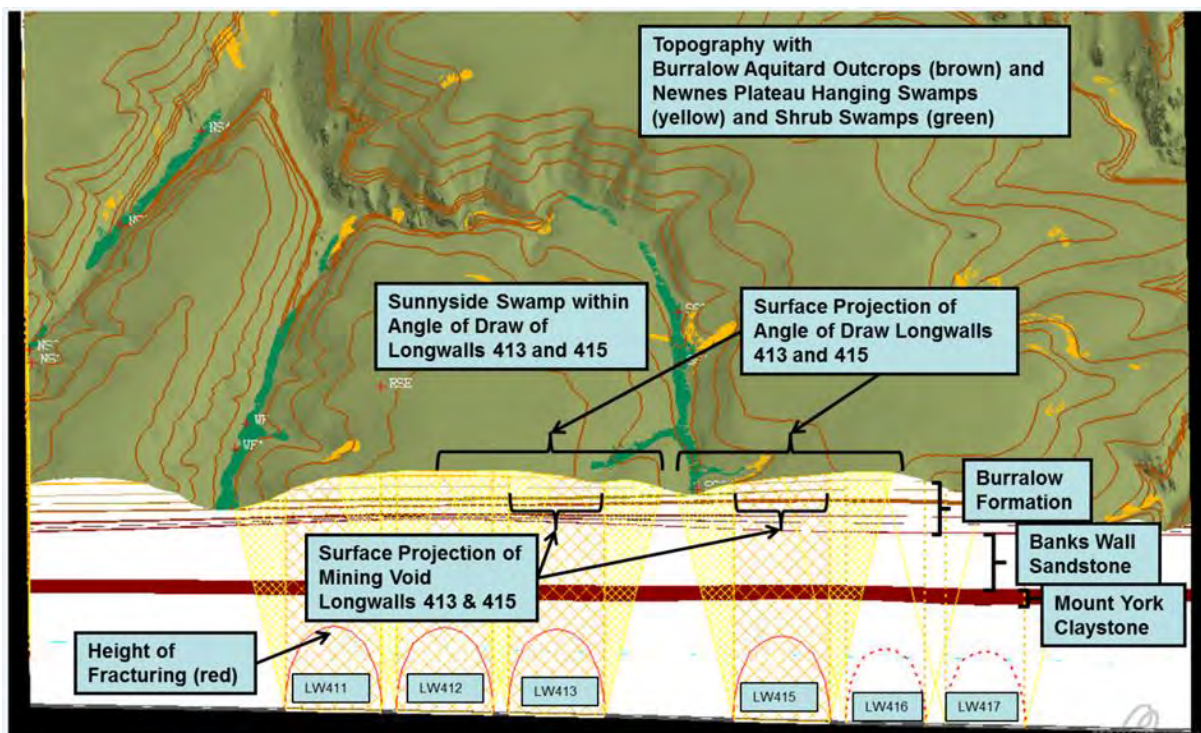 Topography with
Burralow Aquitard Outcrops (brown) and
Newnes Plateau Hanging Swamps
(yellow) and Shrub Swamps (green)
Sunnyside Swamp within
Angle of Draw of
Longwalls 413 and 415
Surface Projection of
Angle of Draw Longwalls
413 and 415
RSE
Burralow
Formation
Surface Projection of
Mining Void
Longwalls 413 & 415
Banks Wall
Sandstone
Mount York
Claystone
Height of
Fracturing (red)
LW411
LW412
LW413
LW415
LW416
LW417